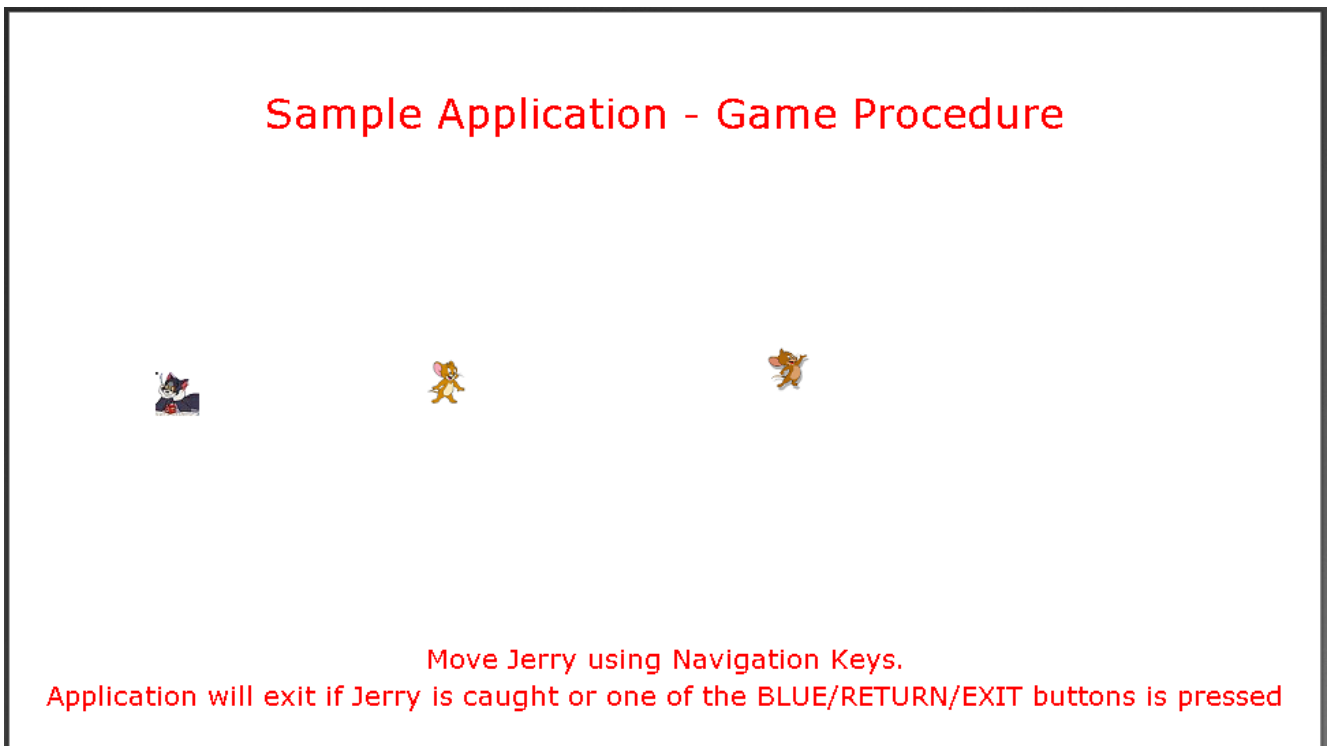 Sample Application - Game Procedure
Move Jerry using Navigation Keys.
Application will exit if Jerry is caught or one of the BLUE/RETURN/EXIT buttons is pressed